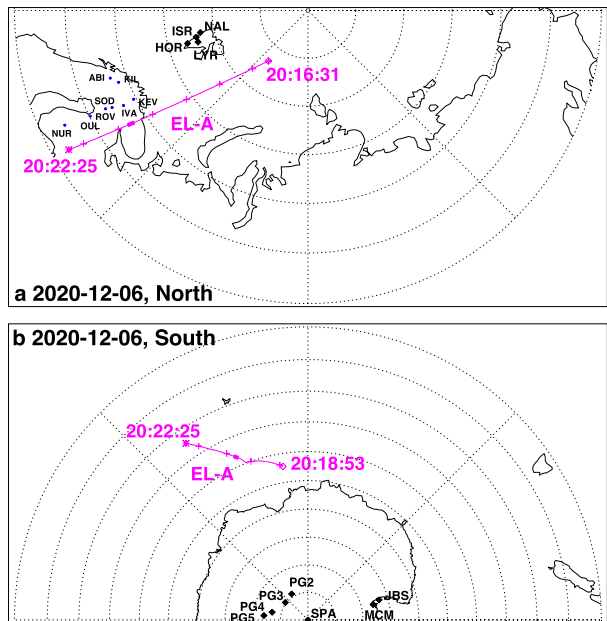 ISR NAL
HOR
LYR
20:16:31
ABI KIL
SOD KEV
ROV IVA
OUL
NUR
EL-A
20:22:25
a 2020-12-06, North
b 2020-12-06, South
20:22:25
20:18:53
EL-A
PG2
PG3 JBS
PG4 SPA MCM
PG5